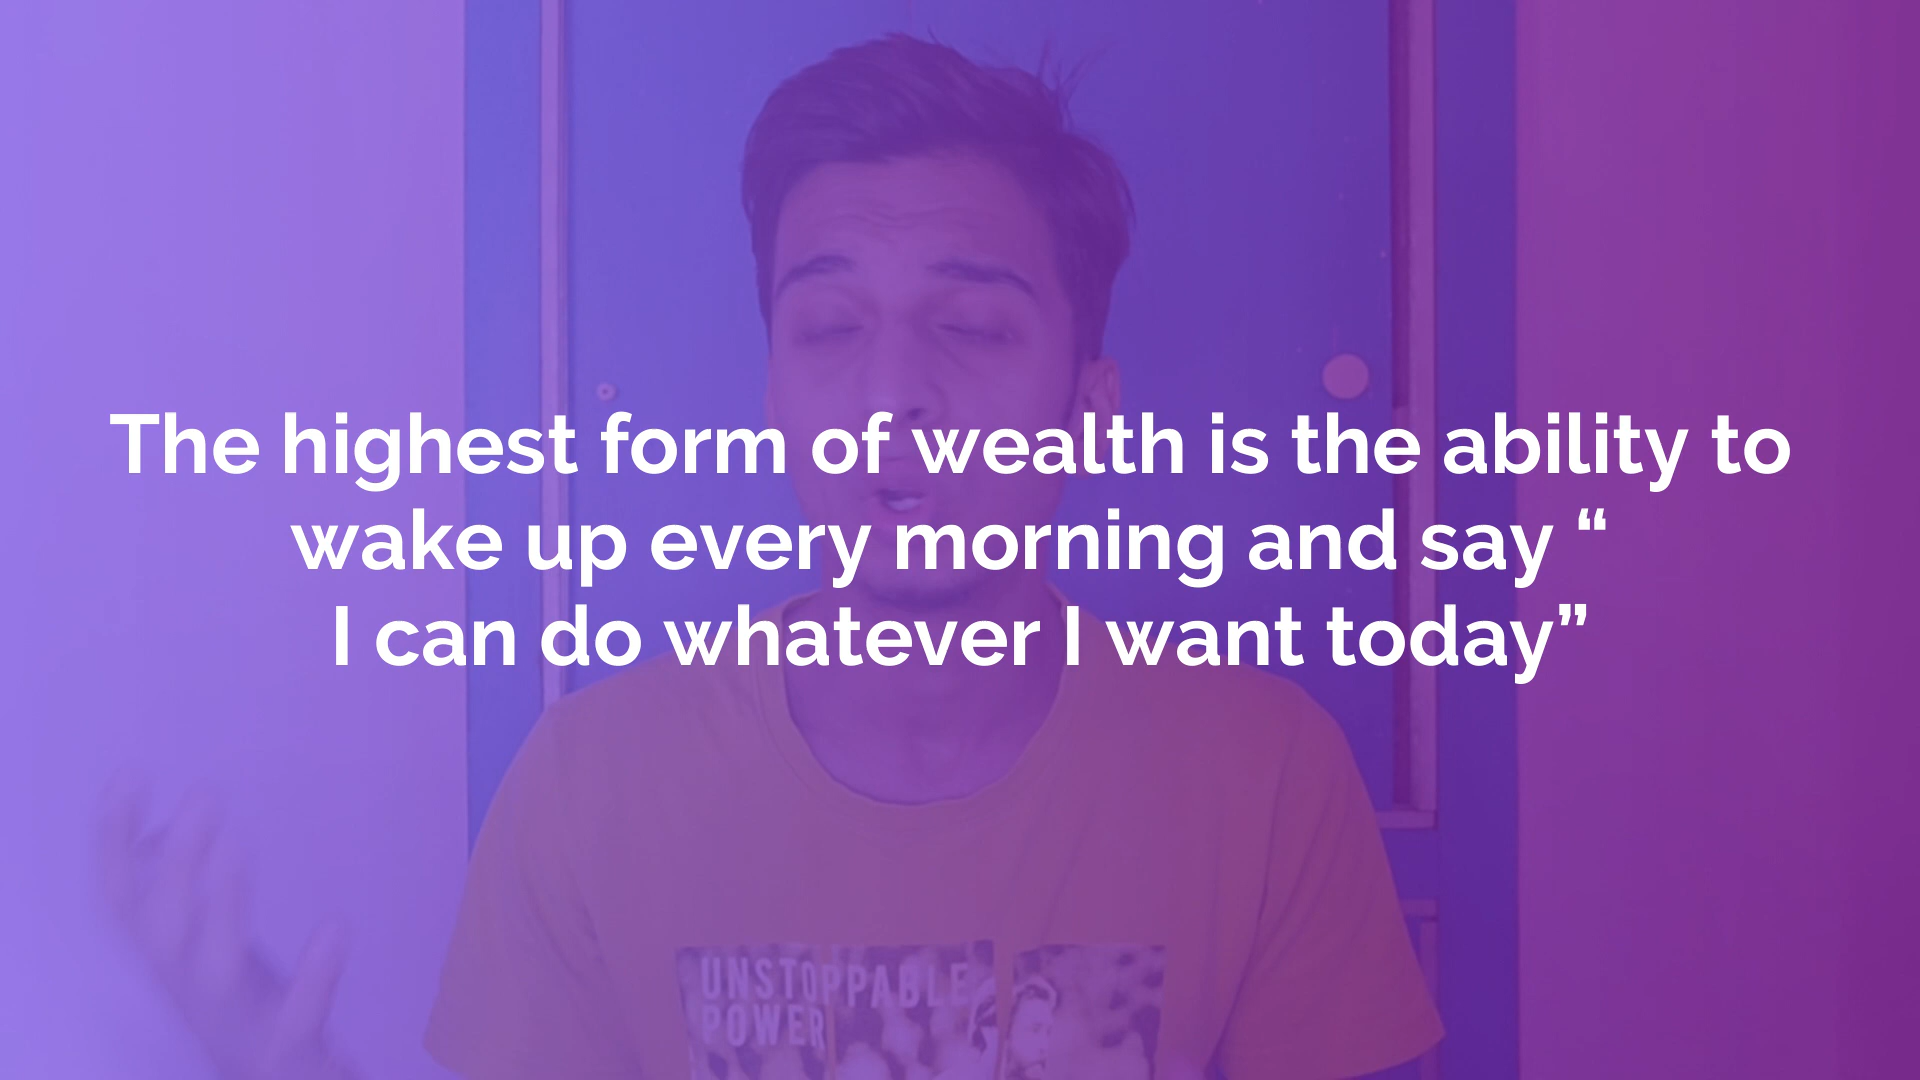 The highest form of wealth is the ability to
wake up every morning and say “
I can do whatever I want today”
UNSTOPPABLE
POWER